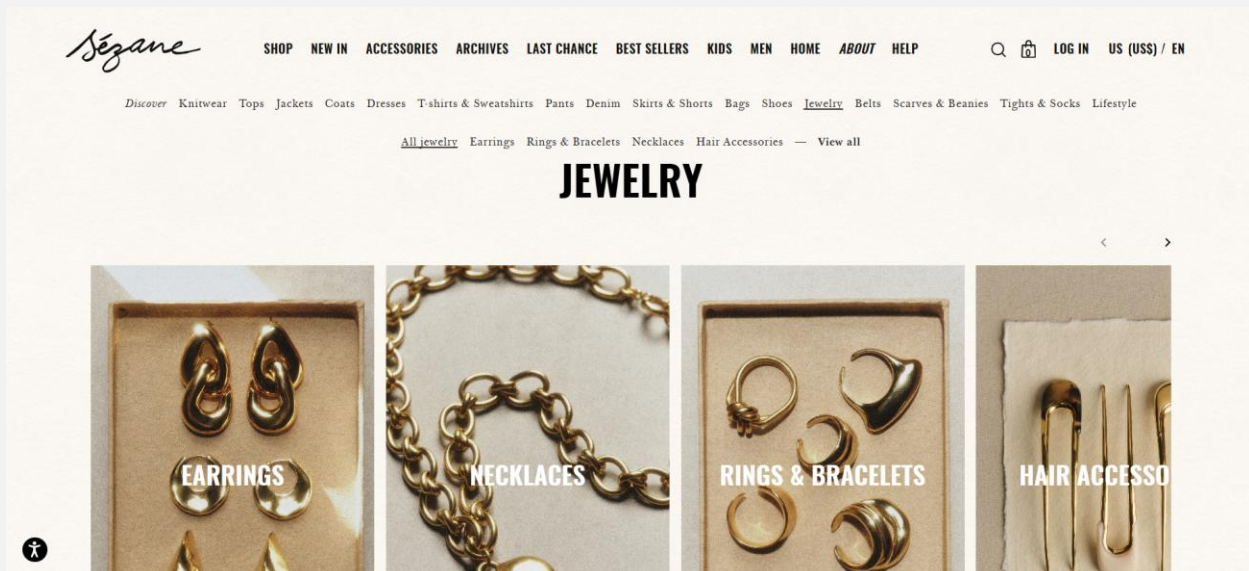 Sézane SHOP NEW IN ACCESSORIES ARCHIVES LAST CHANCE BEST SELLERS KIDS MEN HOME ABOUT HELP 0 LOG IN US (US$) / EN
Discover Knitwear Tops Jackets Coats Dresses T-shirts & Sweatshirts Pants Denim Skirts & Shorts Bags Shoes Jewelry Belts Scarves & Beanies Tights & Socks Lifestyle
All jewelry Earrings Rings & Bracelets Necklaces Hair Accessories — View all
JEWELRY
EARRINGS NECKLACES RINGS & BRACELETS HAIR ACCESSO